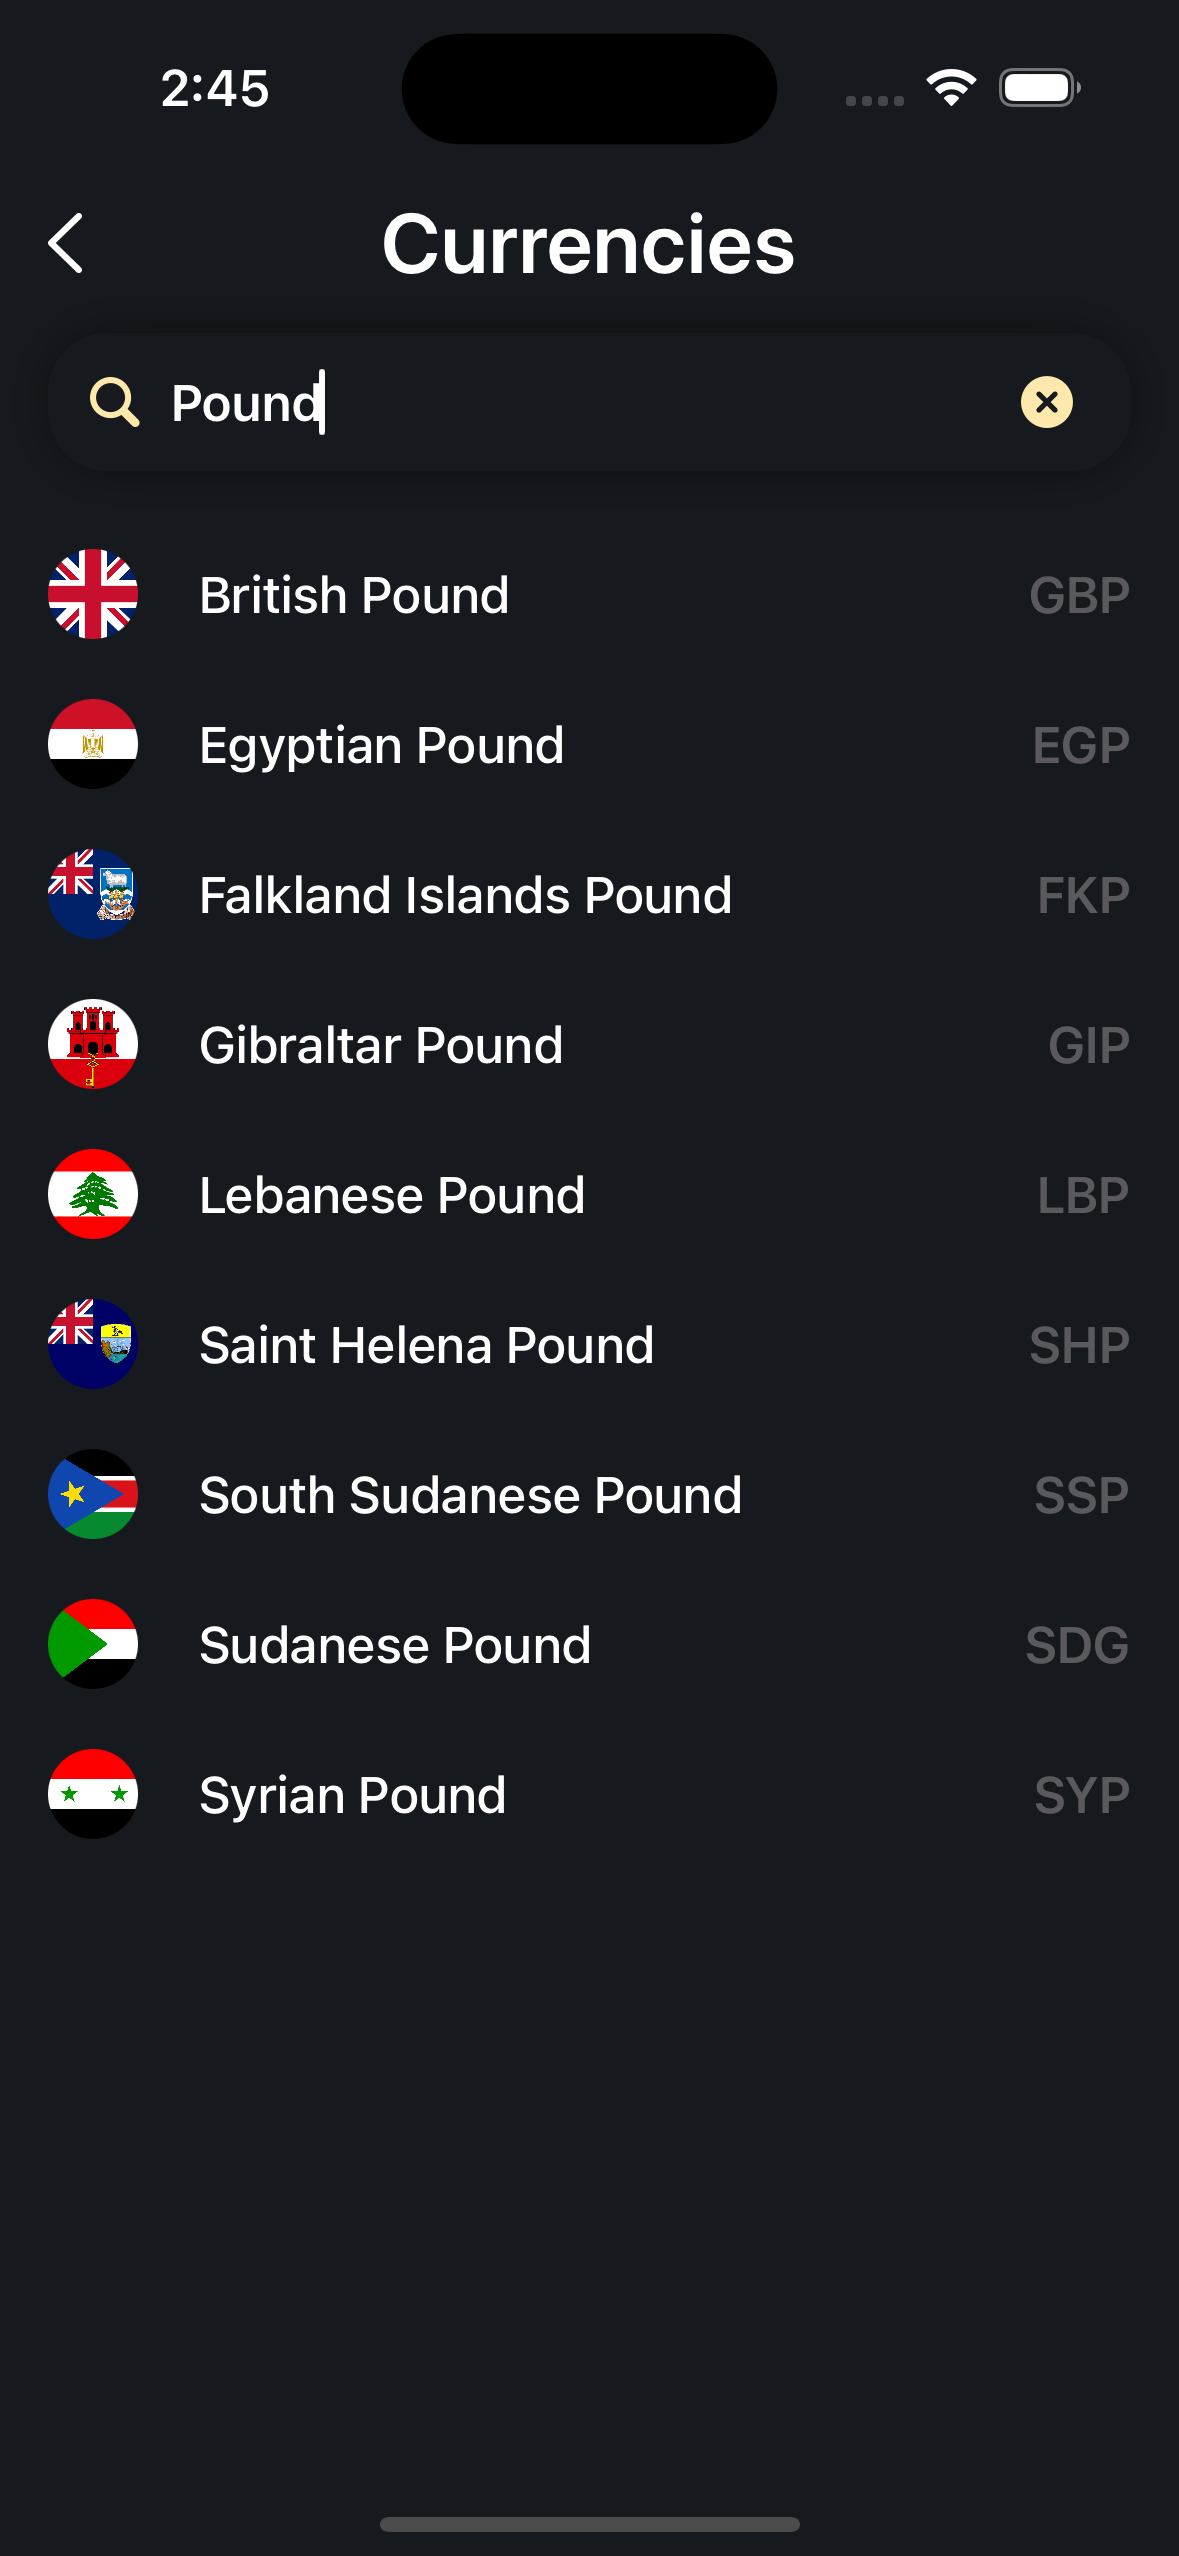 2:45
Currencies
Pound
British Pound GBP
Egyptian Pound EGP
Falkland Islands Pound FKP
Gibraltar Pound GIP
Lebanese Pound LBP
Saint Helena Pound SHP
South Sudanese Pound SSP
Sudanese Pound SDG
Syrian Pound SYP